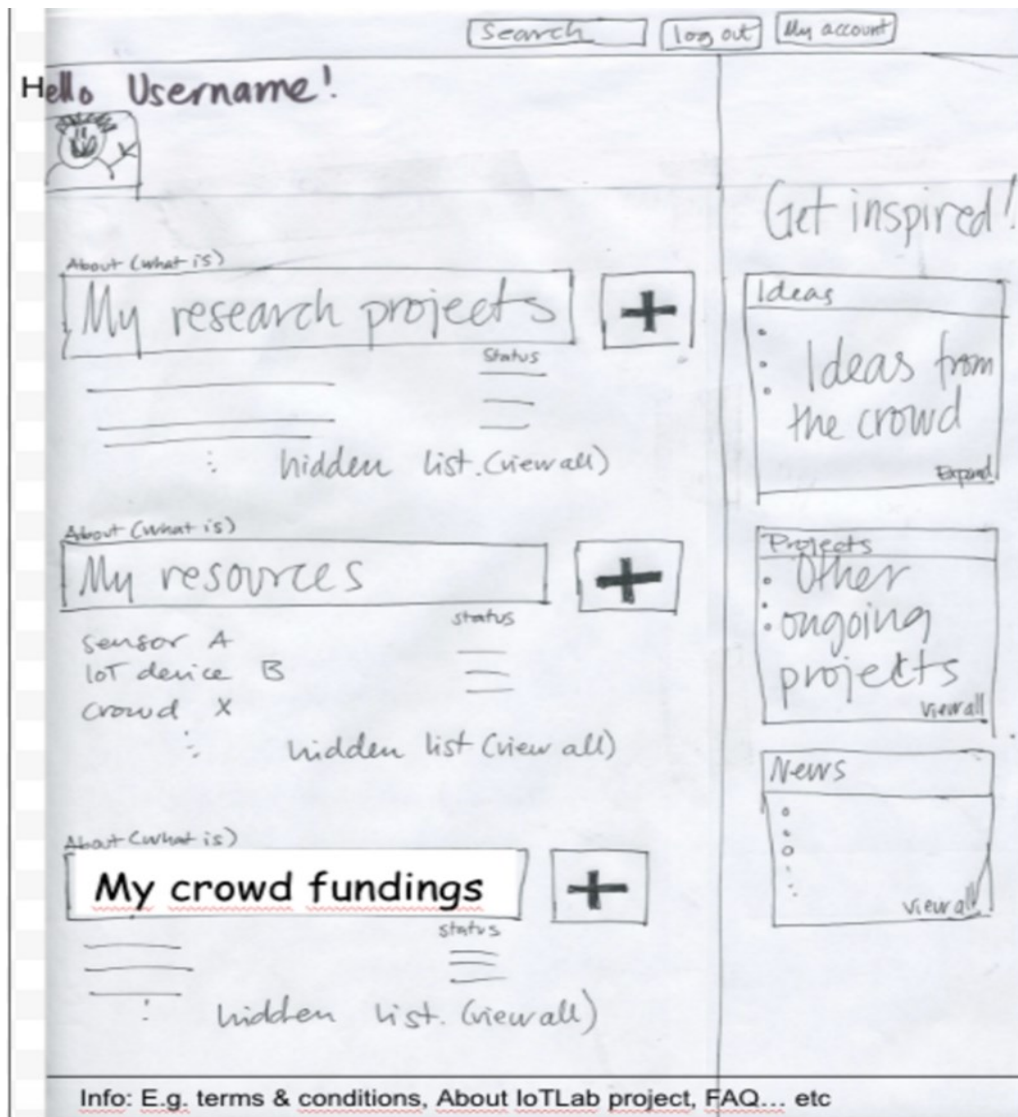 Search
log out
My account
Hello Username!
About (what is)
My research projects
+
Status
hidden list. (view all)
About (what is)
My resources
+
status
sensor A
IoT device B
crowd X
hidden list (view all)
About (what is)
My crowd fundings
+
status
hidden list. (view all)
Get inspired!
Ideas
Ideas from
the crowd
Expand
Projects
Other
ongoing
projects
View all
News
View all
Info: E.g. terms & conditions, About IoTLab project, FAQ... etc